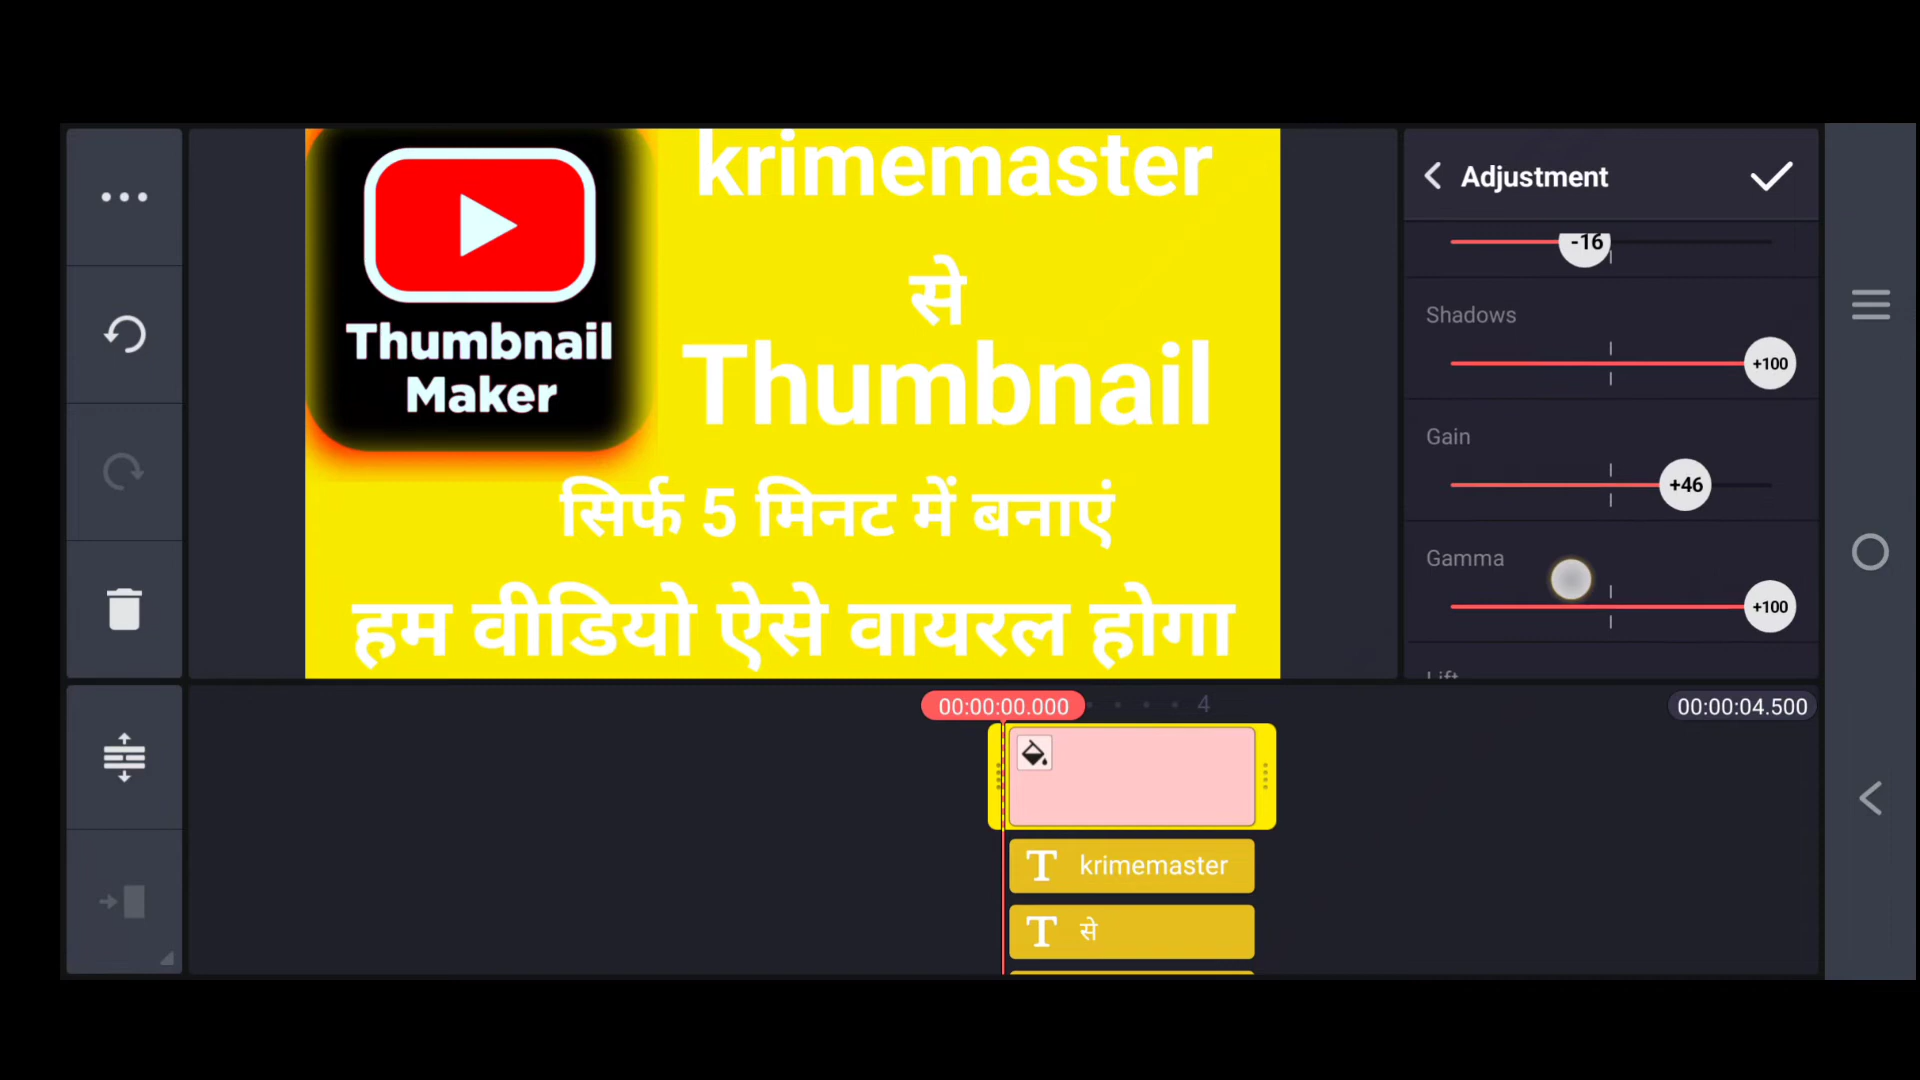 krimemaster
से
Thumbnail
Thumbnail
Maker
सिर्फ 5 मिनट में बनाएं
हम वीडियो ऐसे वायरल होगा
Adjustment
-16
Shadows
+100
Gain
+46
Gamma
+100
Lift
00:00:00.000
4
00:00:04.500
T krimemaster
T से